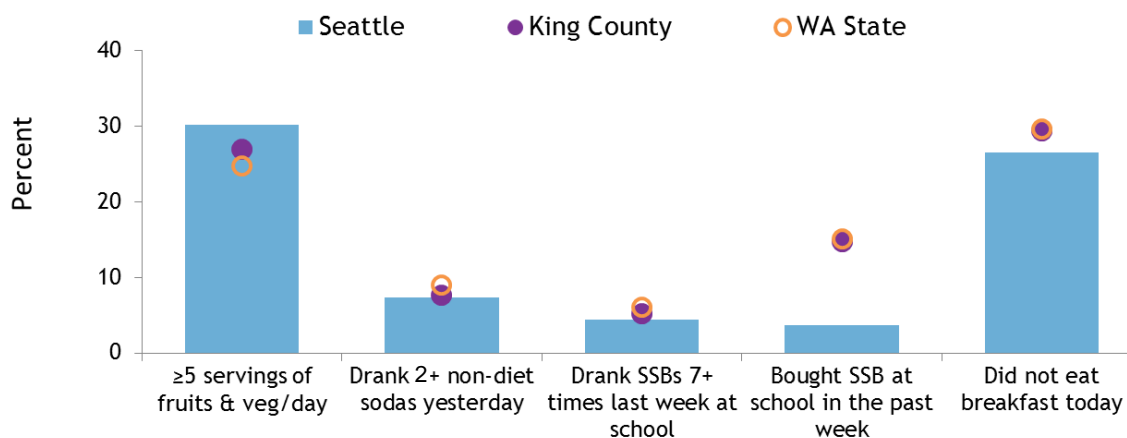 Seattle King County WA State
40
30
20
10
0
Percent
≥5 servings of
fruits & veg/day
Drank 2+ non-diet
sodas yesterday
Drank SSBs 7+
times last week at
school
Bought SSB at
school in the past
week
Did not eat
breakfast today